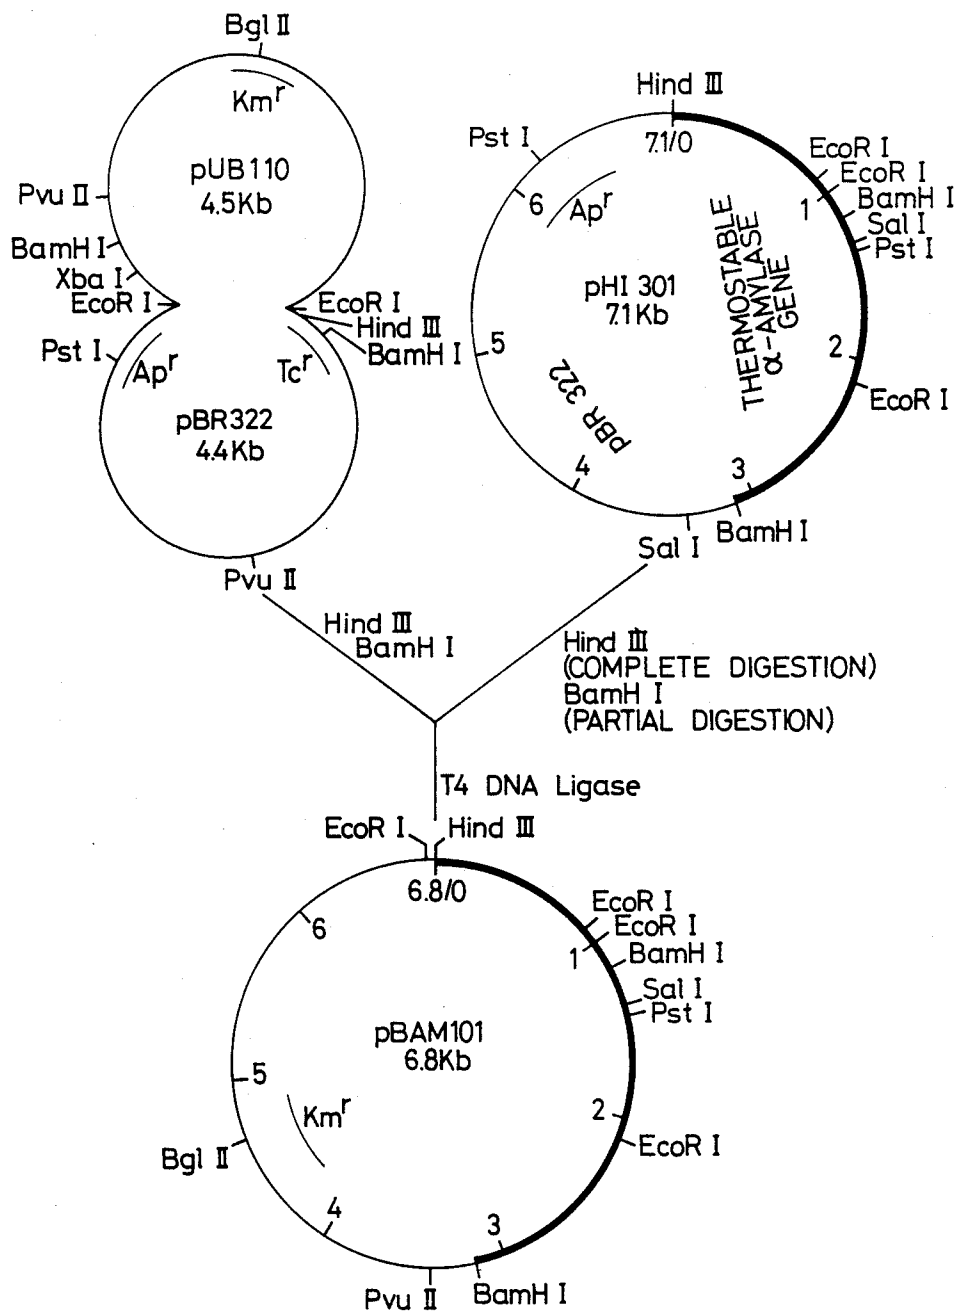 Bgl II
Km^r
pUB110
4.5Kb
Pvu II
BamH I
Xba I
EcoR I
EcoR I
Hind III
BamH I
Pst I
Ap^r
Tc^r
pBR322
4.4Kb
Pvu II
Hind III
7.1/0
Pst I
6
Ap^r
EcoR I
EcoR I
1
BamH I
Sal I
Pst I
THERMOSTABLE
α-AMYLASE
GENE
pHI 301
7.1Kb
5
2
EcoR I
pBR 322
4
3
BamH I
Sal I
Hind III
BamH I
Hind III
(COMPLETE DIGESTION)
BamH I
(PARTIAL DIGESTION)
T4 DNA Ligase
EcoR I
Hind III
6.8/0
6
EcoR I
EcoR I
1
BamH I
Sal I
Pst I
pBAM101
6.8Kb
5
Km^r
2
EcoR I
Bgl II
4
3
Pvu II
BamH I